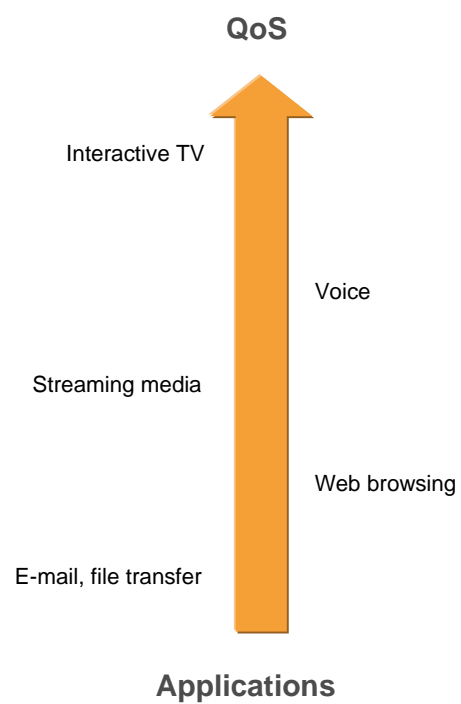 QoS
Interactive TV
Voice
Streaming media
Web browsing
E-mail, file transfer
Applications